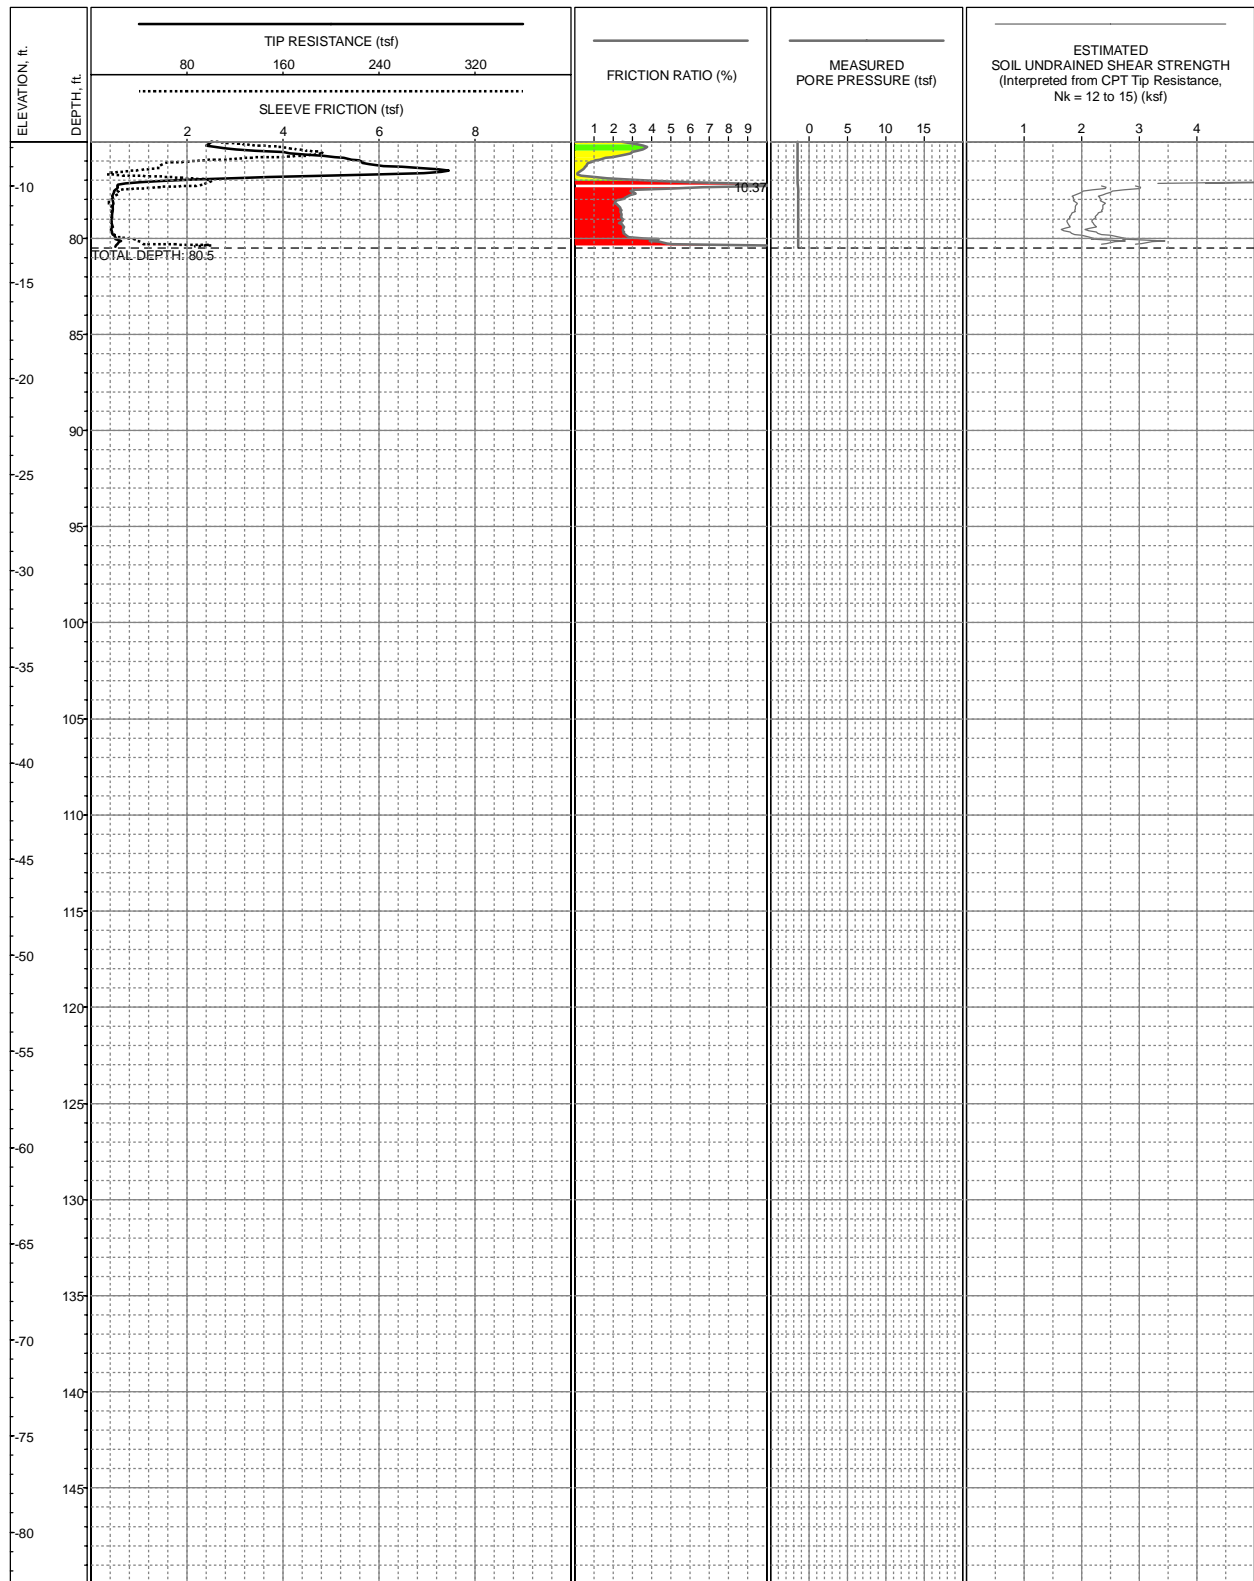 ELEVATION, ft.
DEPTH, ft.
TIP RESISTANCE (tsf)
80 160 240 320
SLEEVE FRICTION (tsf)
2 4 6 8
FRICTION RATIO (%)
1 2 3 4 5 6 7 8 9
MEASURED
PORE PRESSURE (tsf)
0 5 10 15
ESTIMATED
SOIL UNDRAINED SHEAR STRENGTH
(Interpreted from CPT Tip Resistance,
Nk = 12 to 15) (ksf)
1 2 3 4
-10
10.37
80
TOTAL DEPTH: 80.5
-15
85
-20
90
-25
95
-30
100
-35
105
-40
110
-45
115
-50
120
-55
125
-60
130
-65
135
-70
140
-75
145
-80